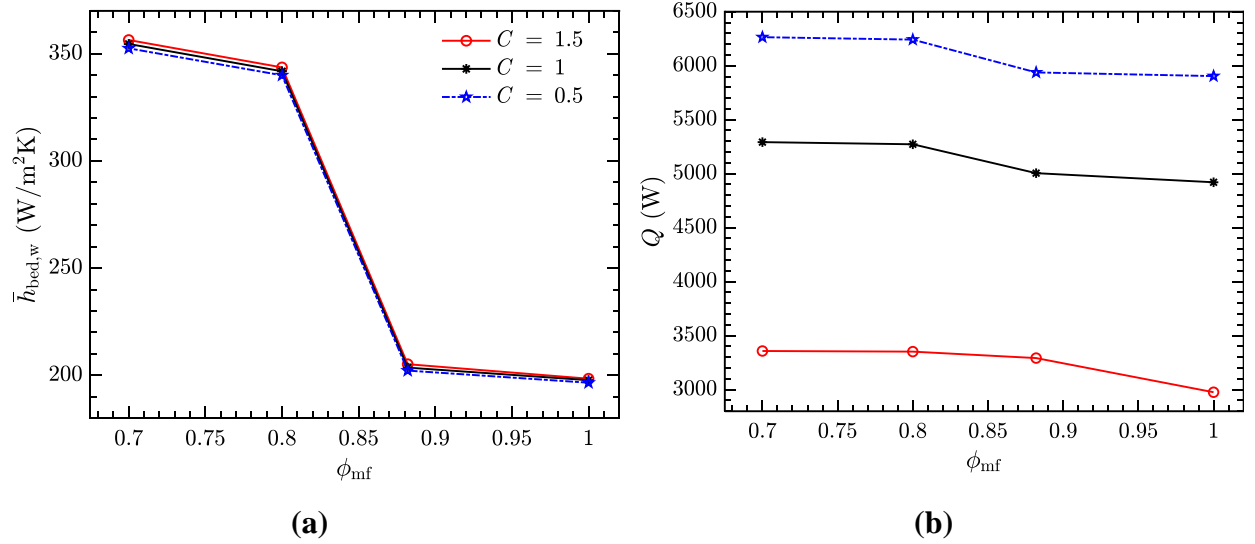 350
300
250
200
h̄bed,w (W/m²K)
0.7 0.75 0.8 0.85 0.9 0.95 1
ϕmf
C = 1.5
C = 1
C = 0.5
(a)
6500
6000
5500
5000
4500
4000
3500
3000
Q (W)
0.7 0.75 0.8 0.85 0.9 0.95 1
ϕmf
(b)